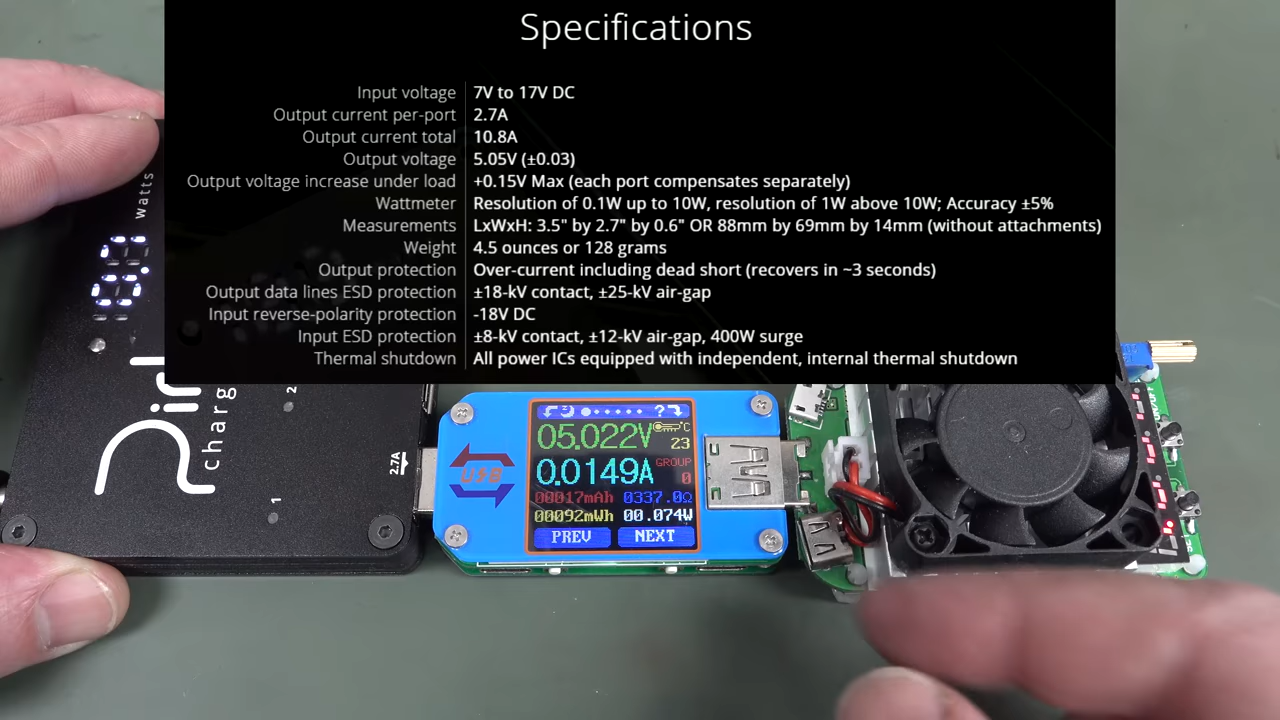 Specifications
Input voltage 7V to 17V DC
Output current per-port 2.7A
Output current total 10.8A
Output voltage 5.05V (±0.03)
Output voltage increase under load +0.15V Max (each port compensates separately)
Wattmeter Resolution of 0.1W up to 10W, resolution of 1W above 10W; Accuracy ±5%
Measurements LxWxH: 3.5" by 2.7" by 0.6" OR 88mm by 69mm by 14mm (without attachments)
Weight 4.5 ounces or 128 grams
Output protection Over-current including dead short (recovers in ~3 seconds)
Output data lines ESD protection ±18-kV contact, ±25-kV air-gap
Input reverse-polarity protection -18V DC
Input ESD protection ±8-kV contact, ±12-kV air-gap, 400W surge
Thermal shutdown All power ICs equipped with independent, internal thermal shutdown
watts
charg
2
1
2.7A
USB
05.022V
°C
23
0.0149A
GROUP
0
00017mAh 0337.0Ω
00092mWh 00.074W
PREV NEXT